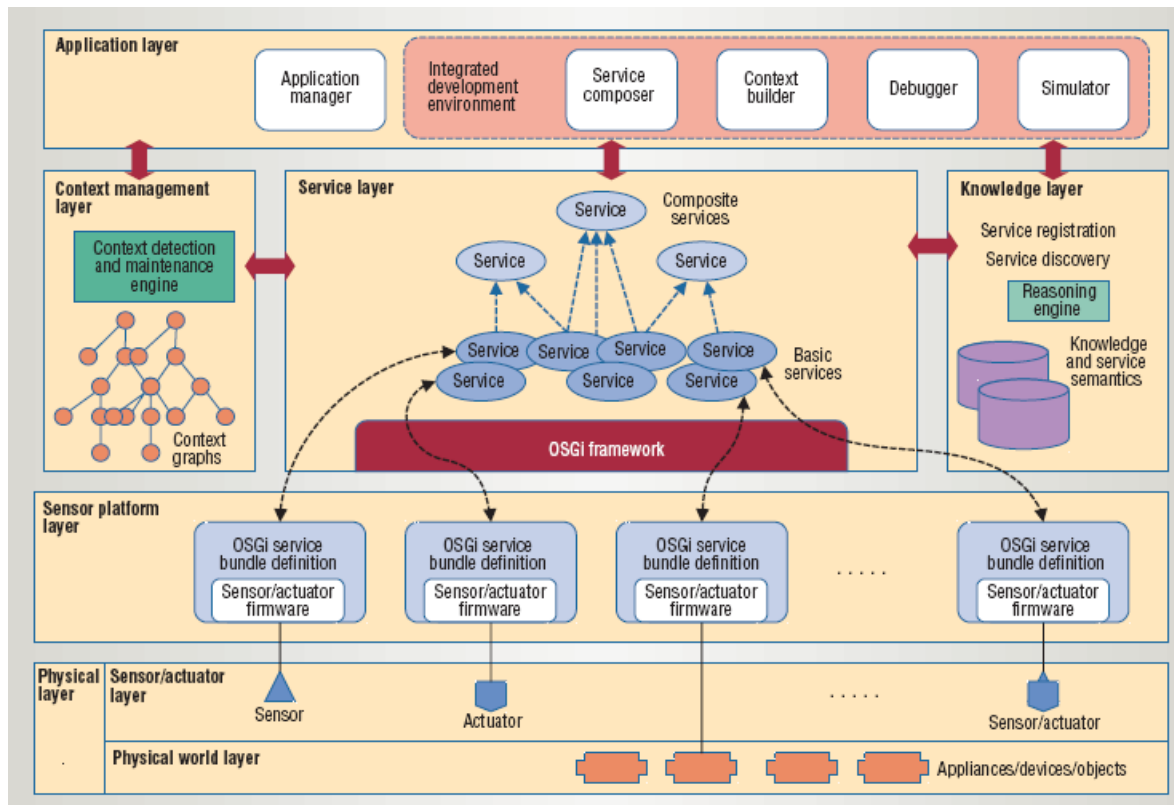 Application layer
Application
manager
Integrated
development
environment
Service
composer
Context
builder
Debugger
Simulator
Context management
layer
Context detection
and maintenance
engine
Context
graphs
Service layer
Service
Composite
services
Service
Service
Service
Service
Service
Service
Service
Service
Service
Basic
services
OSGi framework
Knowledge layer
Service registration
Service discovery
Reasoning
engine
Knowledge
and service
semantics
Sensor platform
layer
OSGi service
bundle definition
Sensor/actuator
firmware
OSGi service
bundle definition
Sensor/actuator
firmware
OSGi service
bundle definition
Sensor/actuator
firmware
. . . . .
OSGi service
bundle definition
Sensor/actuator
firmware
Physical
layer
Sensor/actuator
layer
Sensor
Actuator
. . . . .
Sensor/actuator
.
Physical world layer
Appliances/devices/objects